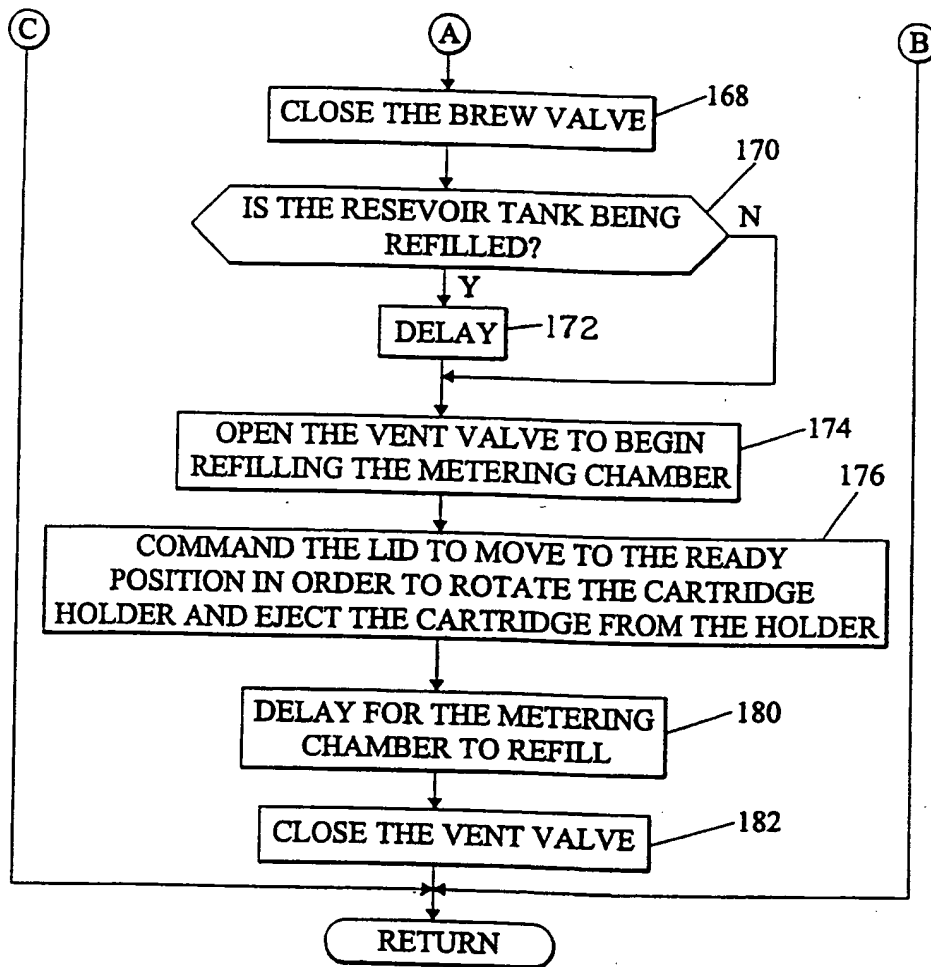 C
A
B
CLOSE THE BREW VALVE
168
170
IS THE RESEVOIR TANK BEING
REFILLED?
N
Y
DELAY
172
OPEN THE VENT VALVE TO BEGIN
REFILLING THE METERING CHAMBER
174
176
COMMAND THE LID TO MOVE TO THE READY
POSITION IN ORDER TO ROTATE THE CARTRIDGE
HOLDER AND EJECT THE CARTRIDGE FROM THE HOLDER
DELAY FOR THE METERING
CHAMBER TO REFILL
180
CLOSE THE VENT VALVE
182
RETURN